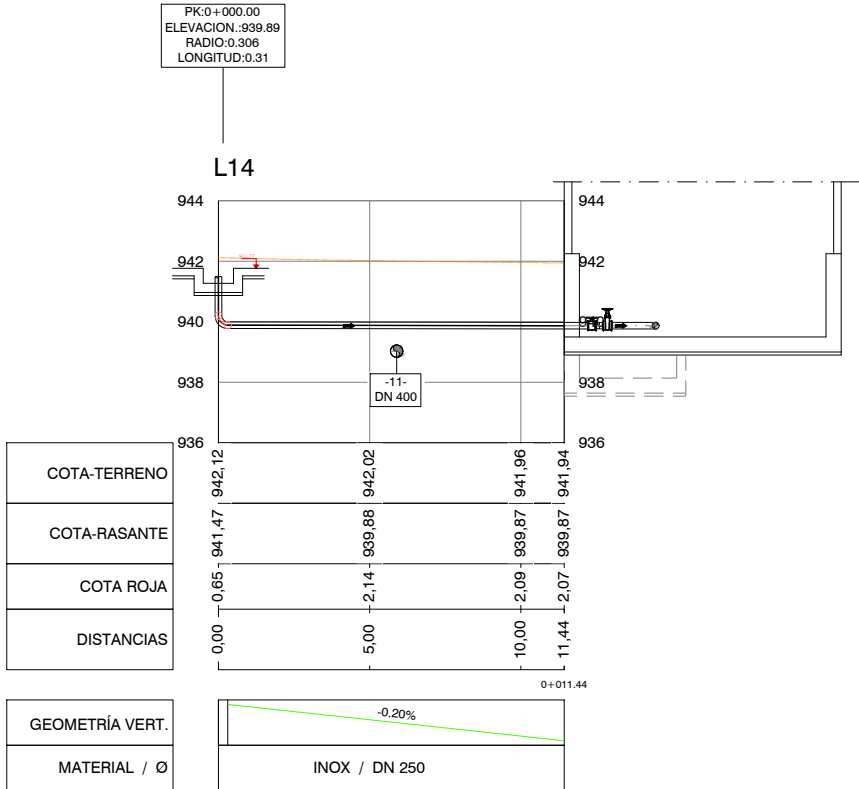 PK:0+000.00
ELEVACION.:939.89
RADIO:0.306
LONGITUD:0.31
L14
944
944
942
942
940
940
938
938
936
936
-11-
DN 400
COTA-TERRENO
942,12
942,02
941,96
941,94
COTA-RASANTE
941,47
939,88
939,87
939,87
COTA ROJA
0,65
2,14
2,09
2,07
DISTANCIAS
0,00
5,00
10,00
11,44
0+011.44
GEOMETRÍA VERT.
-0.20%
MATERIAL / Ø
INOX / DN 250